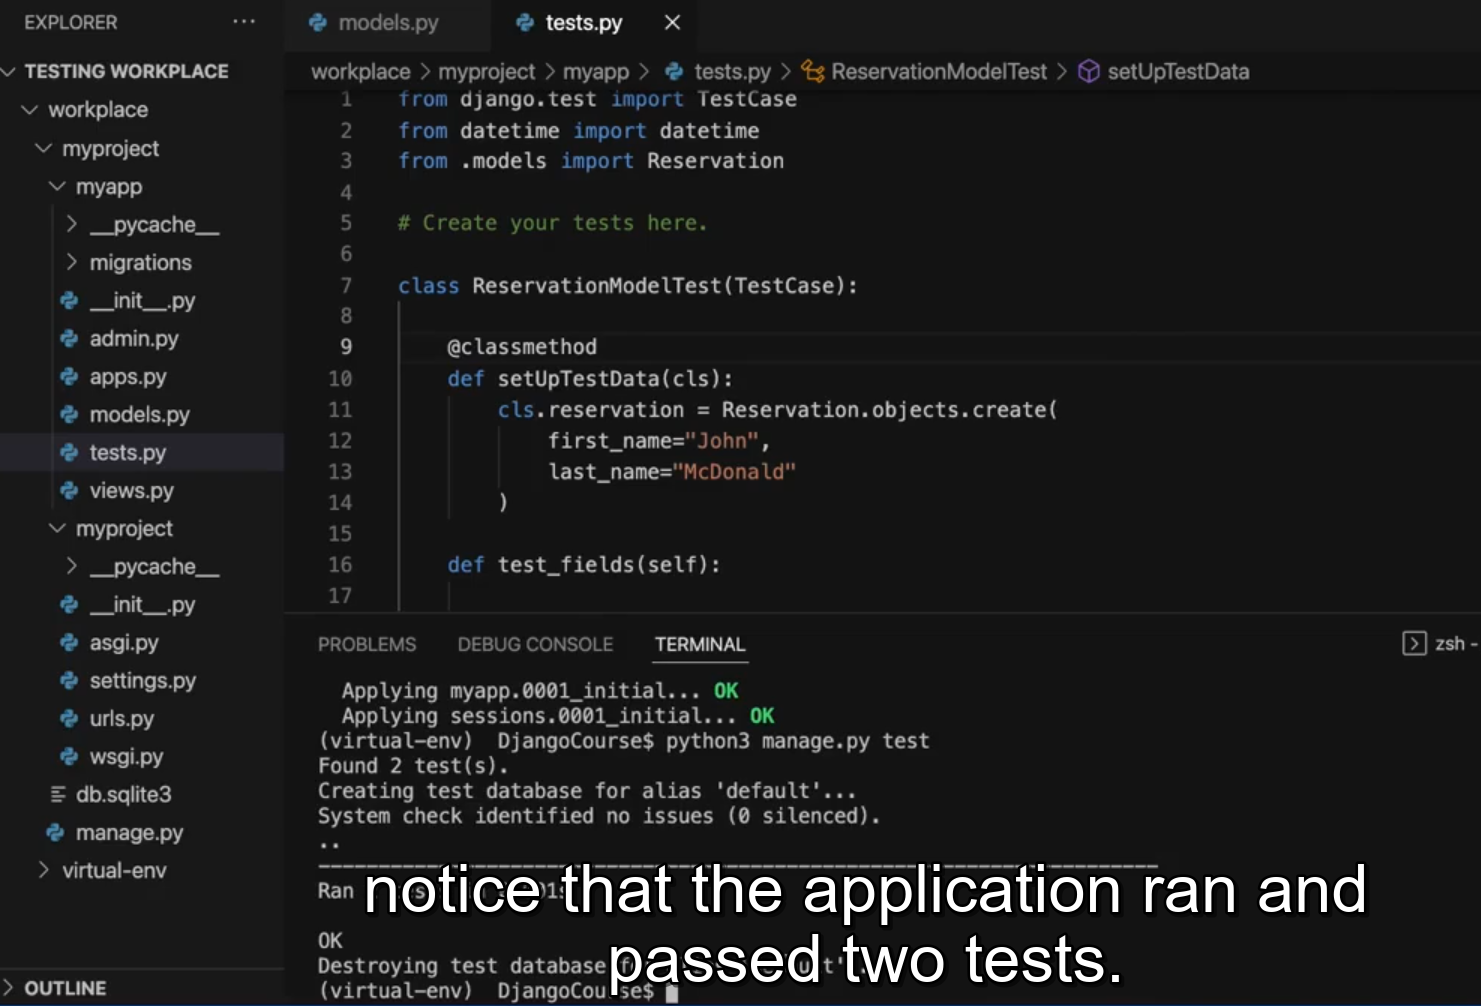 EXPLORER
···
TESTING WORKPLACE
workplace
myproject
myapp
__pycache__
migrations
__init__.py
admin.py
apps.py
models.py
tests.py
views.py
myproject
__pycache__
__init__.py
asgi.py
settings.py
urls.py
wsgi.py
db.sqlite3
manage.py
virtual-env
OUTLINE
models.py
tests.py
workplace > myproject > myapp > tests.py > ReservationModelTest > setUpTestData
1 from django.test import TestCase
2 from datetime import datetime
3 from .models import Reservation
4
5 # Create your tests here.
6
7 class ReservationModelTest(TestCase):
8
9 @classmethod
10 def setUpTestData(cls):
11 cls.reservation = Reservation.objects.create(
12 first_name="John",
13 last_name="McDonald"
14 )
15
16 def test_fields(self):
17
PROBLEMS DEBUG CONSOLE TERMINAL
zsh -
Applying myapp.0001_initial... OK
Applying sessions.0001_initial... OK
(virtual-env) DjangoCourse$ python3 manage.py test
Found 2 test(s).
Creating test database for alias 'default'...
System check identified no issues (0 silenced).
..
----------------------------------------------------------------------
Ran
OK
Destroying test database
(virtual-env) DjangoCourse$
notice that the application ran and
passed two tests.